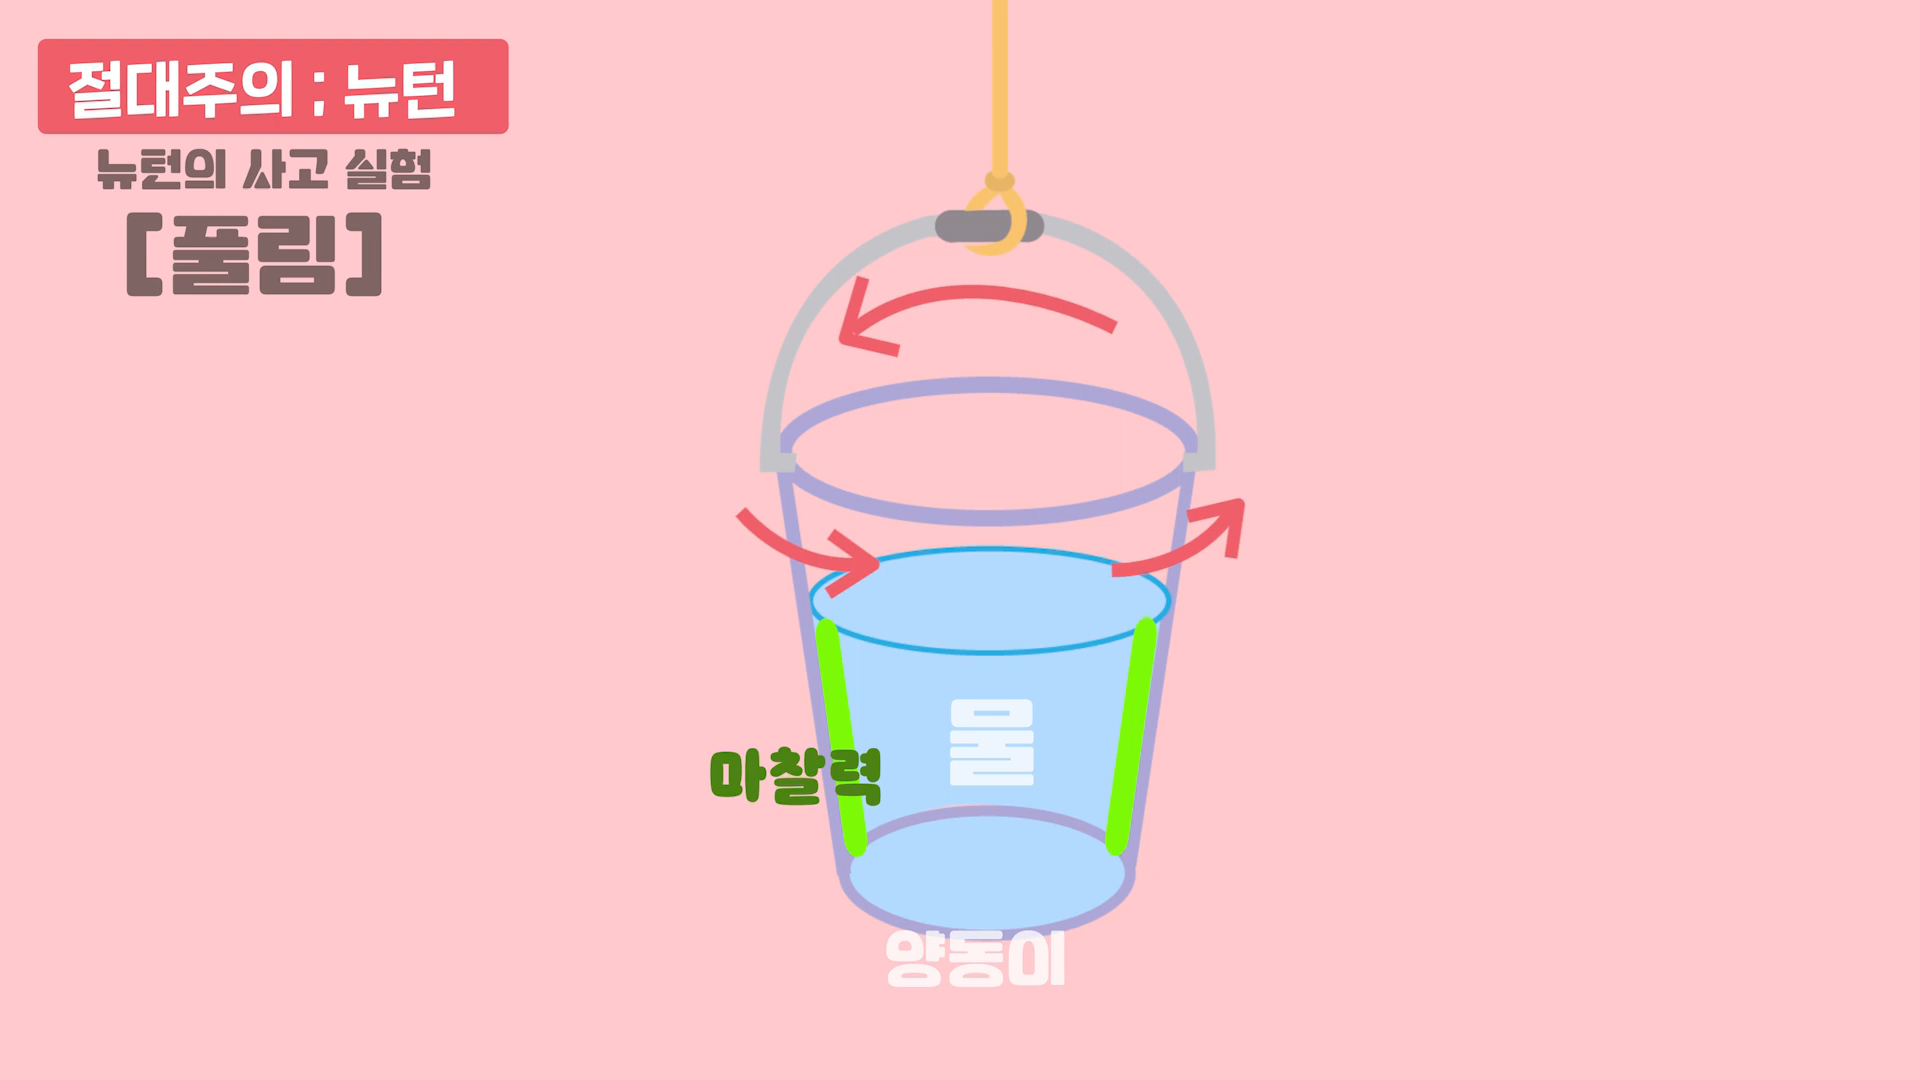 절대주의 ; 뉴턴
뉴턴의 사고 실험
[풀림]
물
마찰력
양동이